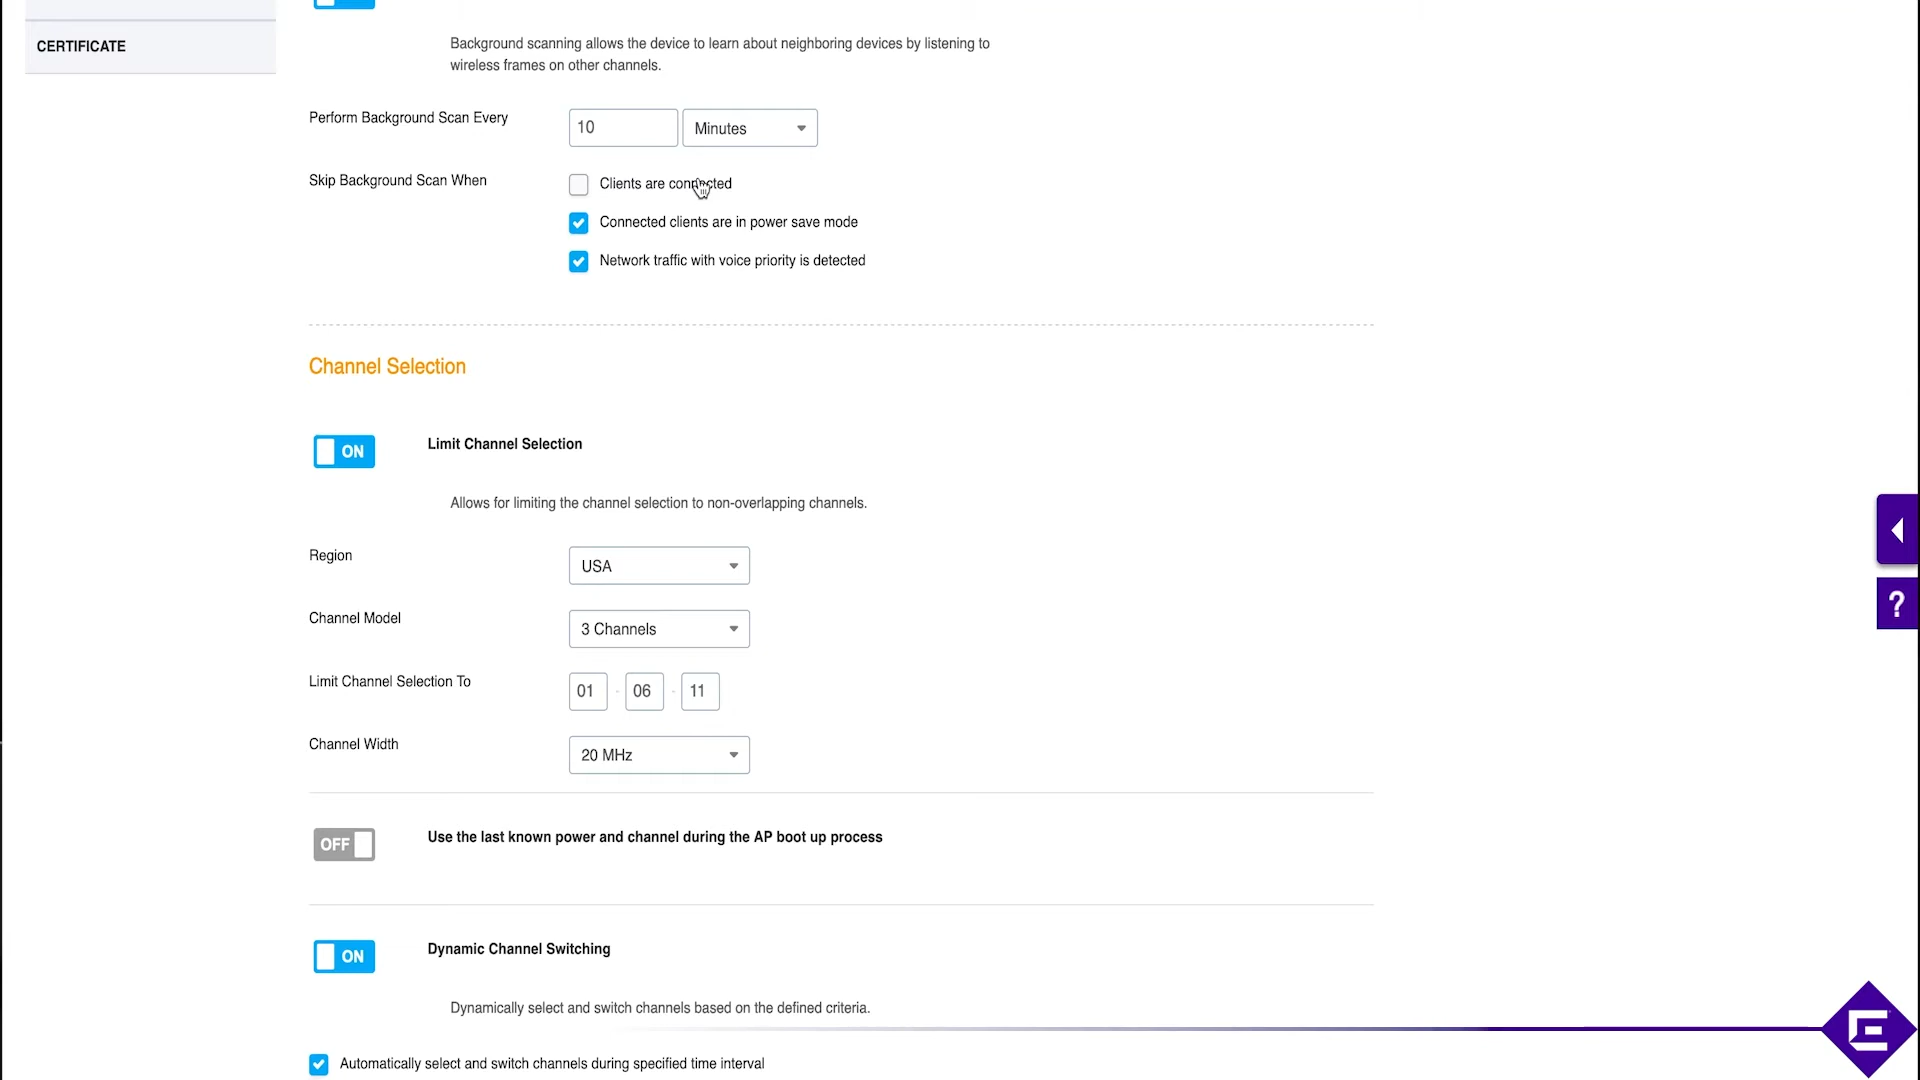 CERTIFICATE
Background scanning allows the device to learn about neighboring devices by listening to
wireless frames on other channels.
Perform Background Scan Every
10
Minutes
Skip Background Scan When
Clients are connected
Connected clients are in power save mode
Network traffic with voice priority is detected
Channel Selection
ON
Limit Channel Selection
Allows for limiting the channel selection to non-overlapping channels.
Region
USA
Channel Model
3 Channels
Limit Channel Selection To
01 - 06 - 11
Channel Width
20 MHz
OFF
Use the last known power and channel during the AP boot up process
ON
Dynamic Channel Switching
Dynamically select and switch channels based on the defined criteria.
Automatically select and switch channels during specified time interval
?